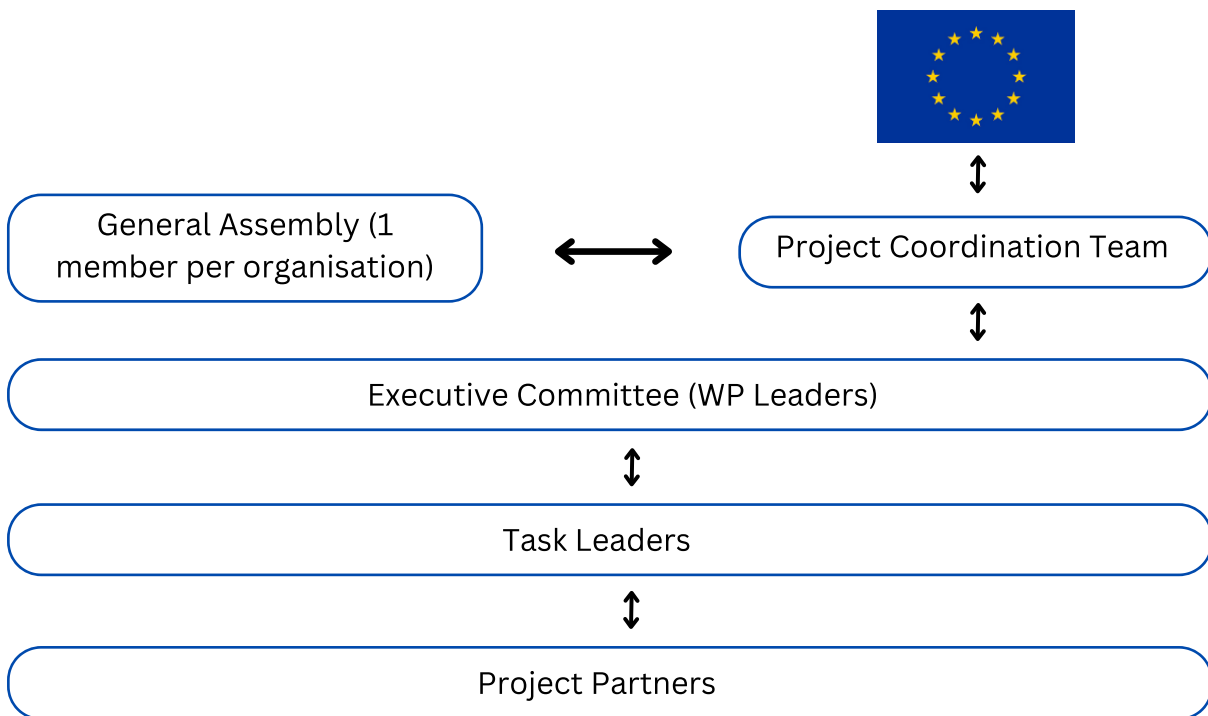 General Assembly (1
member per organisation)
Project Coordination Team
Executive Committee (WP Leaders)
Task Leaders
Project Partners